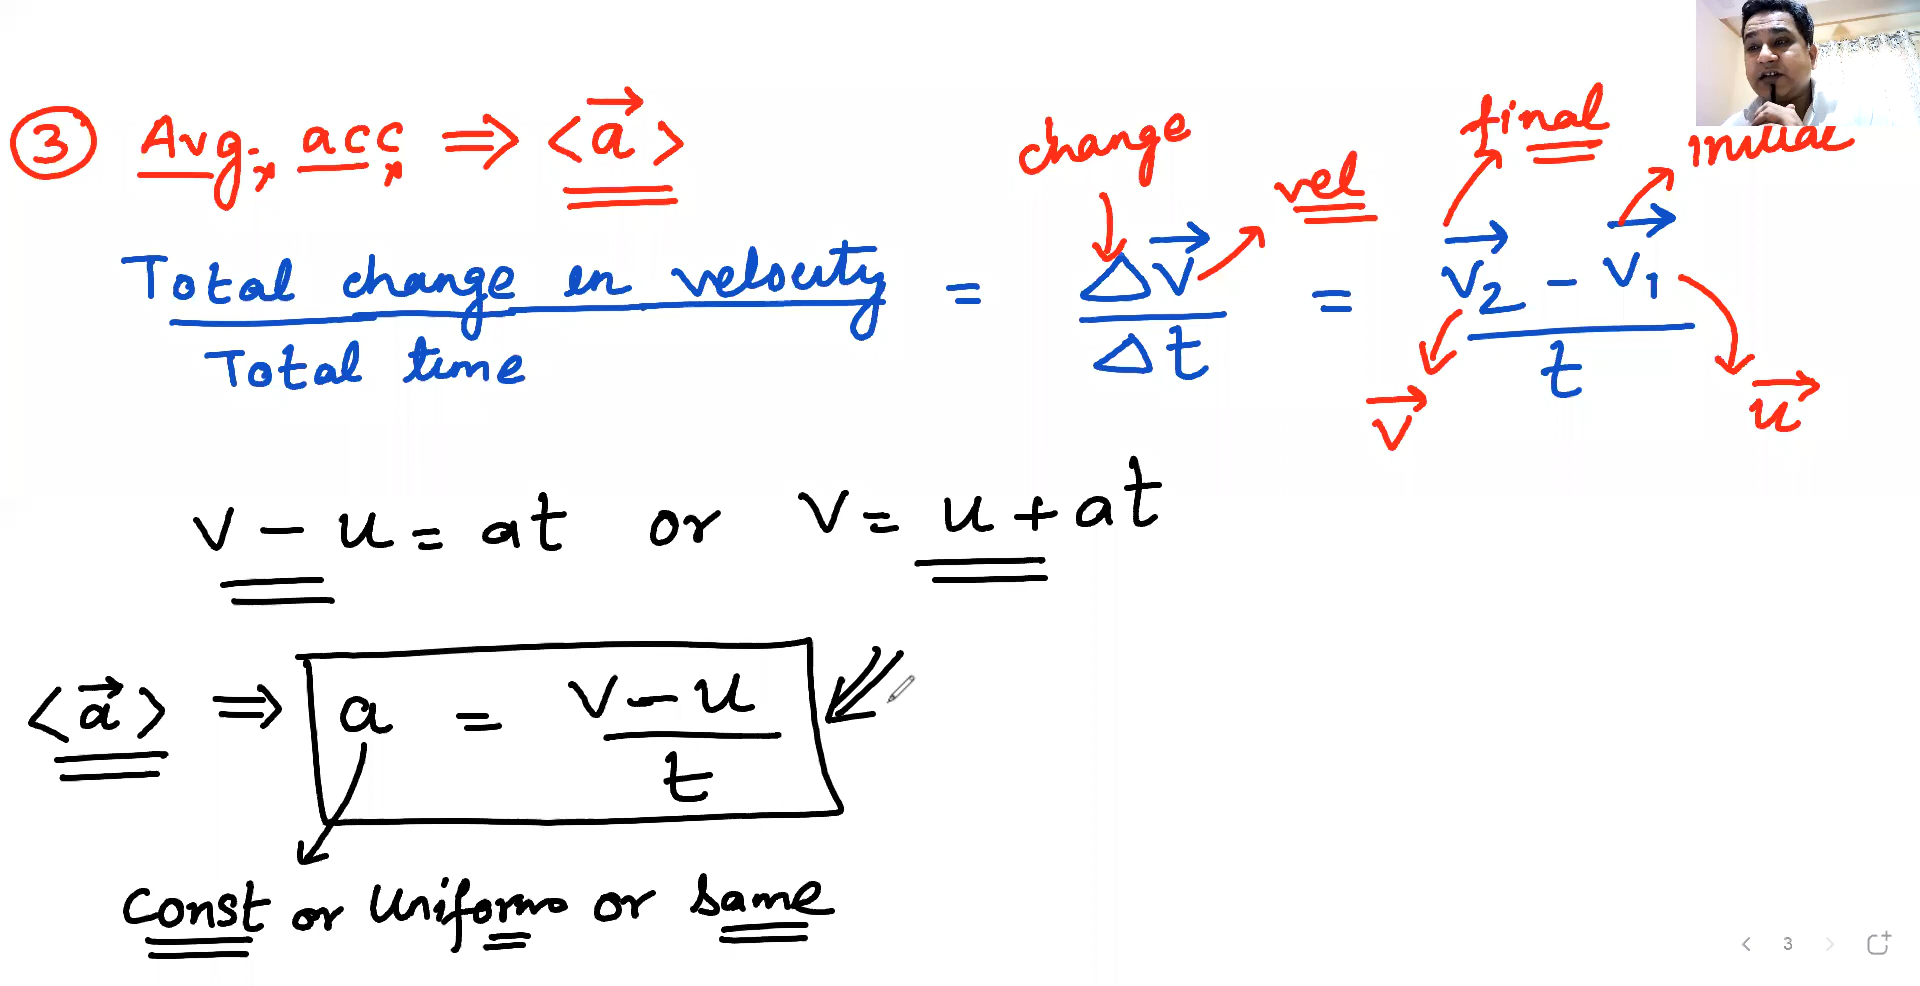 ③ Avg. acc ⇒ <a⃗>
change
vel
final
initial
Total change in velocity / Total time = Δv⃗ / Δt = v⃗₂ - v⃗₁ / t
v⃗
u⃗
v - u = at or v = u + at
<a⃗> ⇒ a = v - u / t
Const or Uniform or same
3